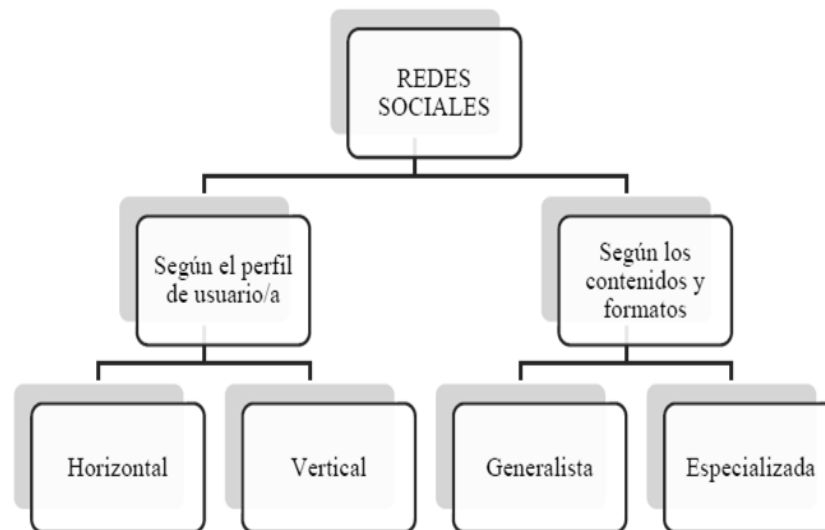 REDES
SOCIALES
Según el perfil
de usuario/a
Según los
contenidos y
formatos
Horizontal
Vertical
Generalista
Especializada